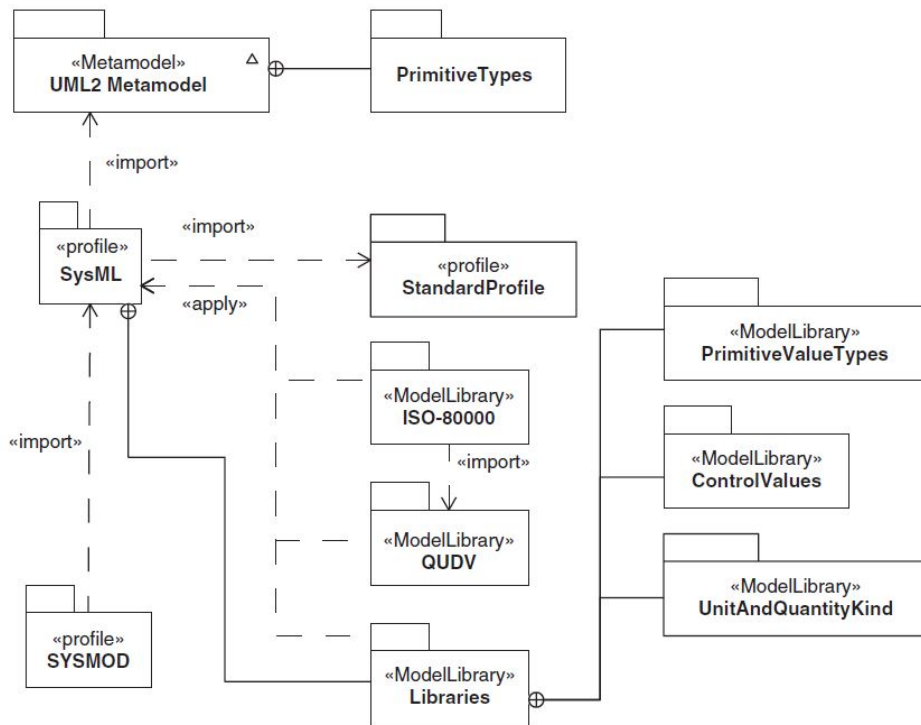 «Metamodel»
UML2 Metamodel
PrimitiveTypes
«import»
«profile»
SysML
«import»
«apply»
«profile»
StandardProfile
«ModelLibrary»
PrimitiveValueTypes
«ModelLibrary»
ISO-80000
«import»
«import»
«ModelLibrary»
ControlValues
«ModelLibrary»
QUDV
«ModelLibrary»
UnitAndQuantityKind
«profile»
SYSMOD
«ModelLibrary»
Libraries